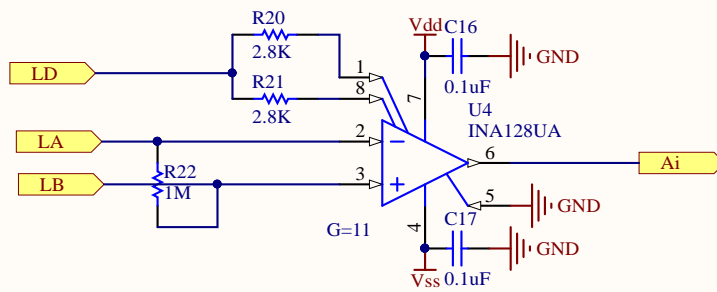 R20
2.8K
LD
R21
2.8K
1
8
Vdd
C16
0.1uF
GND
7
U4
INA128UA
LA
2
LB
3
R22
1M
6
Ai
5
GND
G=11
4
C17
0.1uF
GND
Vss